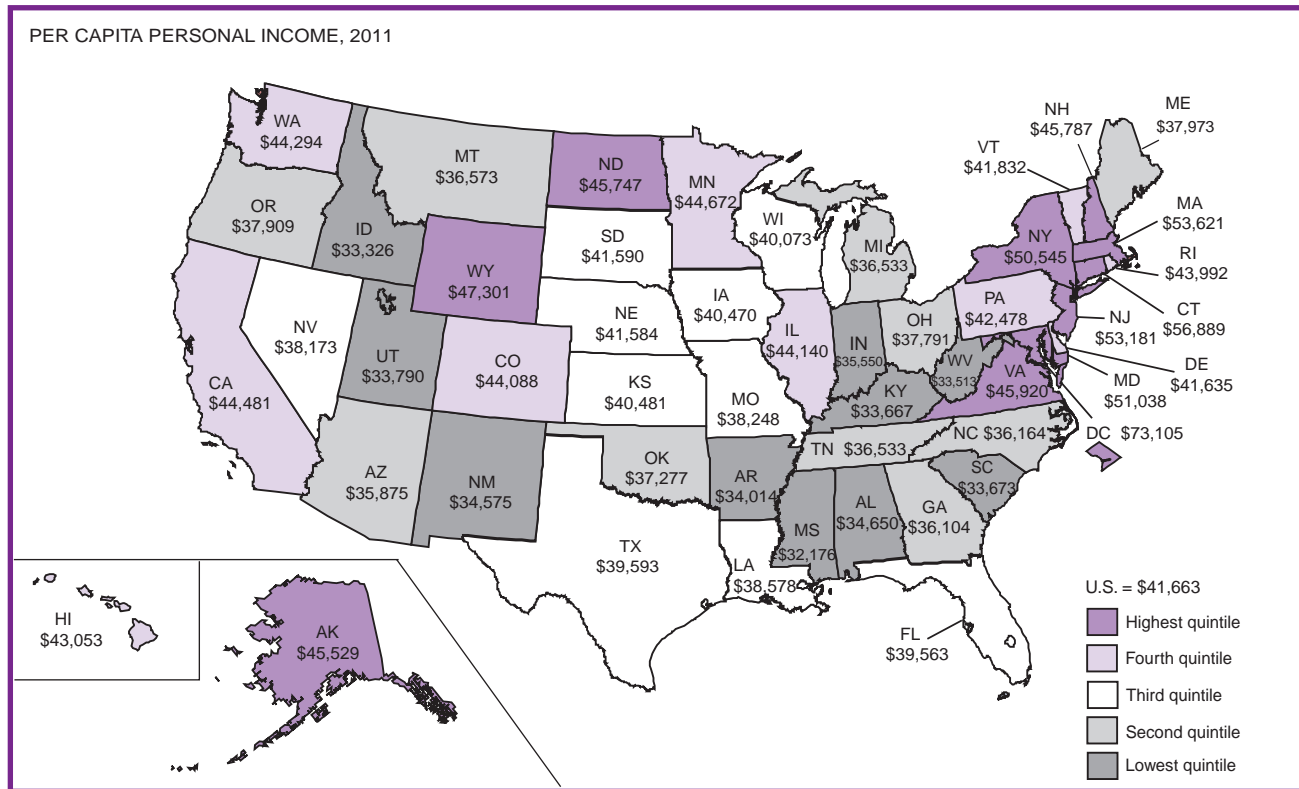 PER CAPITA PERSONAL INCOME, 2011
WA
$44,294
MT
$36,573
ND
$45,747
MN
$44,672
VT
$41,832
NH
$45,787
ME
$37,973
OR
$37,909
ID
$33,326
WY
$47,301
SD
$41,590
WI
$40,073
MI
$36,533
NY
$50,545
MA
$53,621
RI
$43,992
CT
$56,889
NV
$38,173
UT
$33,790
CO
$44,088
NE
$41,584
IA
$40,470
IL
$44,140
IN
$35,550
OH
$37,791
PA
$42,478
NJ
$53,181
DE
$41,635
MD
$51,038
DC $73,105
CA
$44,481
KS
$40,481
MO
$38,248
KY
$33,667
WV
$33,513
VA
$45,920
AZ
$35,875
NM
$34,575
OK
$37,277
AR
$34,014
TN $36,533
NC $36,164
SC
$33,673
TX
$39,593
LA
$38,578
MS
$32,176
AL
$34,650
GA
$36,104
FL
$39,563
HI
$43,053
AK
$45,529
U.S. = $41,663
Highest quintile
Fourth quintile
Third quintile
Second quintile
Lowest quintile